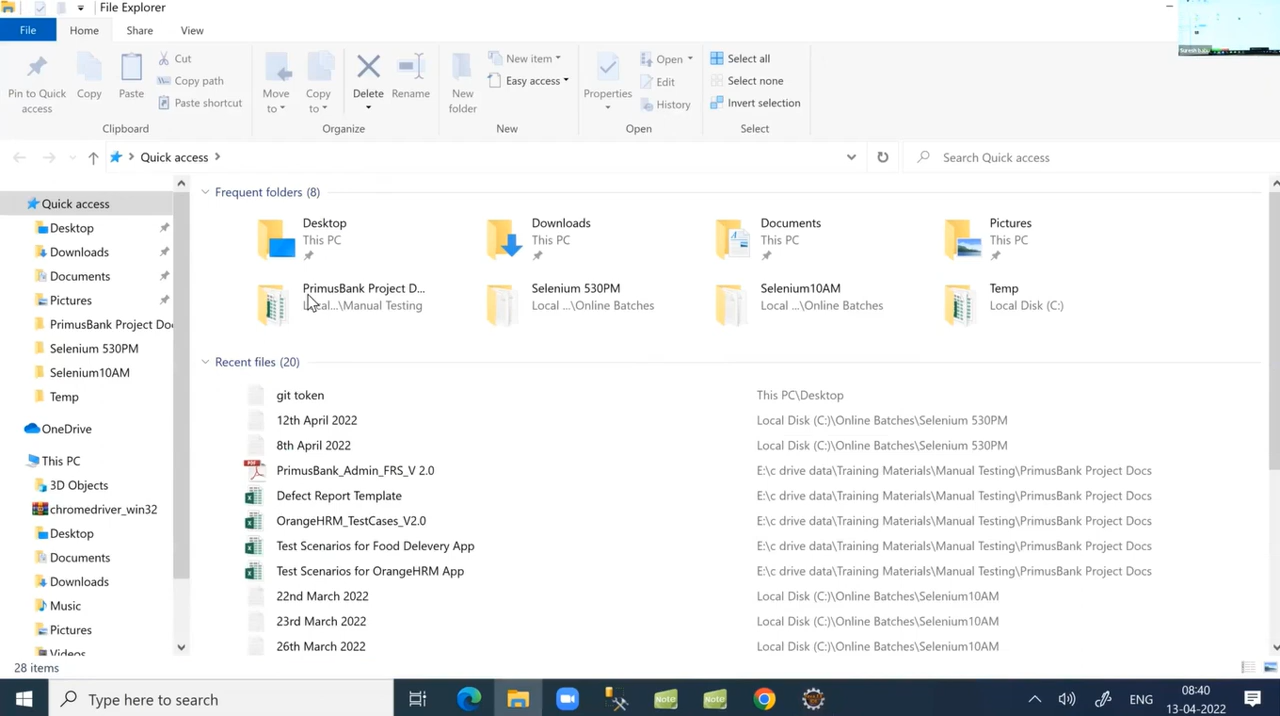 File Explorer
File Home Share View
Pin to Quick access
Copy
Paste
Cut
Copy path
Paste shortcut
Clipboard
Move to
Copy to
Delete
Rename
Organize
New folder
New item
Easy access
New
Properties
Open
Edit
History
Open
Select all
Select none
Invert selection
Select
Quick access
Search Quick access
Quick access
Desktop
Downloads
Documents
Pictures
PrimusBank Project Doc
Selenium 530PM
Selenium10AM
Temp
OneDrive
This PC
3D Objects
chromedriver_win32
Desktop
Documents
Downloads
Music
Pictures
Videos
Frequent folders (8)
Desktop
This PC
Downloads
This PC
Documents
This PC
Pictures
This PC
PrimusBank Project D...
Local...\Manual Testing
Selenium 530PM
Local ...\Online Batches
Selenium10AM
Local ...\Online Batches
Temp
Local Disk (C:)
Recent files (20)
git token This PC\Desktop
12th April 2022 Local Disk (C:)\Online Batches\Selenium 530PM
8th April 2022 Local Disk (C:)\Online Batches\Selenium 530PM
PrimusBank_Admin_FRS_V 2.0 E:\c drive data\Training Materials\Manual Testing\PrimusBank Project Docs
Defect Report Template E:\c drive data\Training Materials\Manual Testing\PrimusBank Project Docs
OrangeHRM_TestCases_V2.0 E:\c drive data\Training Materials\Manual Testing\PrimusBank Project Docs
Test Scenarios for Food Delevery App E:\c drive data\Training Materials\Manual Testing\PrimusBank Project Docs
Test Scenarios for OrangeHRM App E:\c drive data\Training Materials\Manual Testing\PrimusBank Project Docs
22nd March 2022 Local Disk (C:)\Online Batches\Selenium10AM
23rd March 2022 Local Disk (C:)\Online Batches\Selenium10AM
26th March 2022 Local Disk (C:)\Online Batches\Selenium10AM
28 items
Type here to search
Note
Note
ENG
08:40
13-04-2022